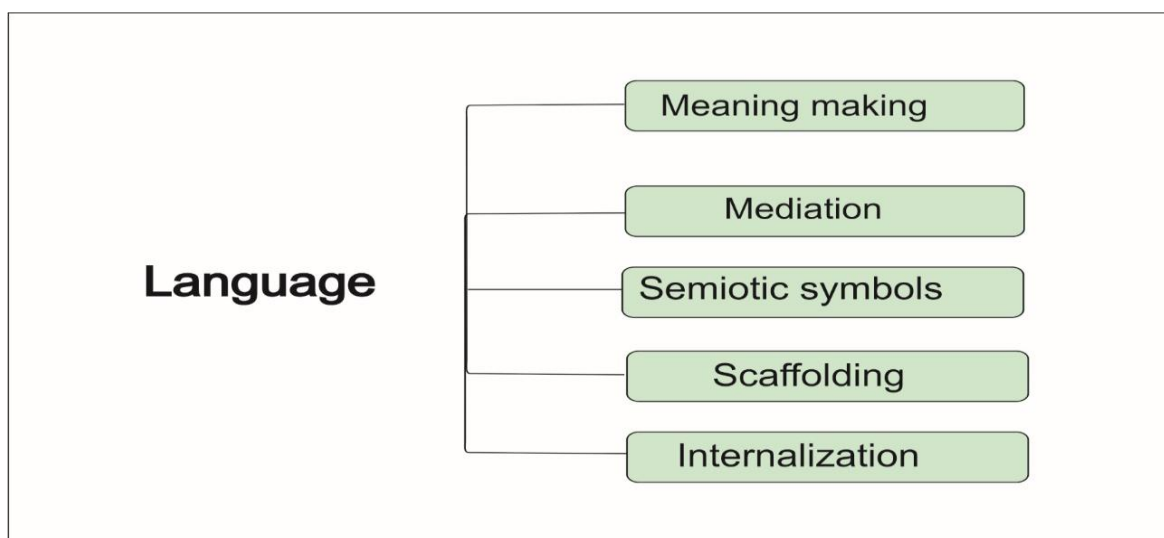 Meaning making
Mediation
Language
Semiotic symbols
Scaffolding
Internalization